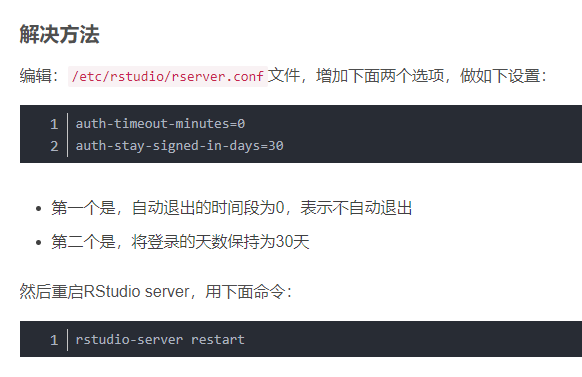 解决方法
编辑：/etc/rstudio/rserver.conf 文件，增加下面两个选项，做如下设置：
1 auth-timeout-minutes=0
2 auth-stay-signed-in-days=30
• 第一个是，自动退出的时间段为0，表示不自动退出
• 第二个是，将登录的天数保持为30天
然后重启RStudio server，用下面命令：
1 rstudio-server restart